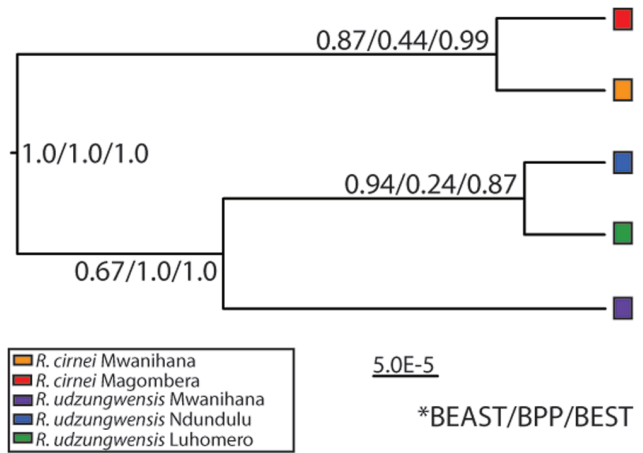 0.87/0.44/0.99
1.0/1.0/1.0
0.94/0.24/0.87
0.67/1.0/1.0
R. cirnei Mwanihana
R. cirnei Magombera
R. udzungwensis Mwanihana
R. udzungwensis Ndundulu
R. udzungwensis Luhomero
5.0E-5
*BEAST/BPP/BEST